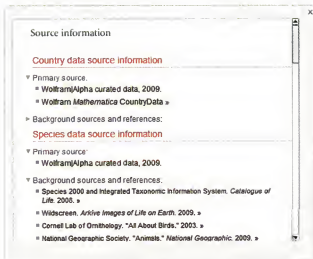 x
Source information
Country data source information
Primary source:
Wolfram|Alpha curated data, 2009.
Wolfram Mathematica CountryData »
Background sources and references:
Species data source information
Primary source:
Wolfram|Alpha curated data, 2009.
Background sources and references:
Species 2000 and Integrated Taxonomic Information System. Catalogue of
Life. 2008. »
Widscreen. Arkive Images of Life on Earth. 2009. »
Cornell Lab of Ornithology. "All About Birds." 2003. »
National Geographic Society. "Animals." National Geographic. 2009. »